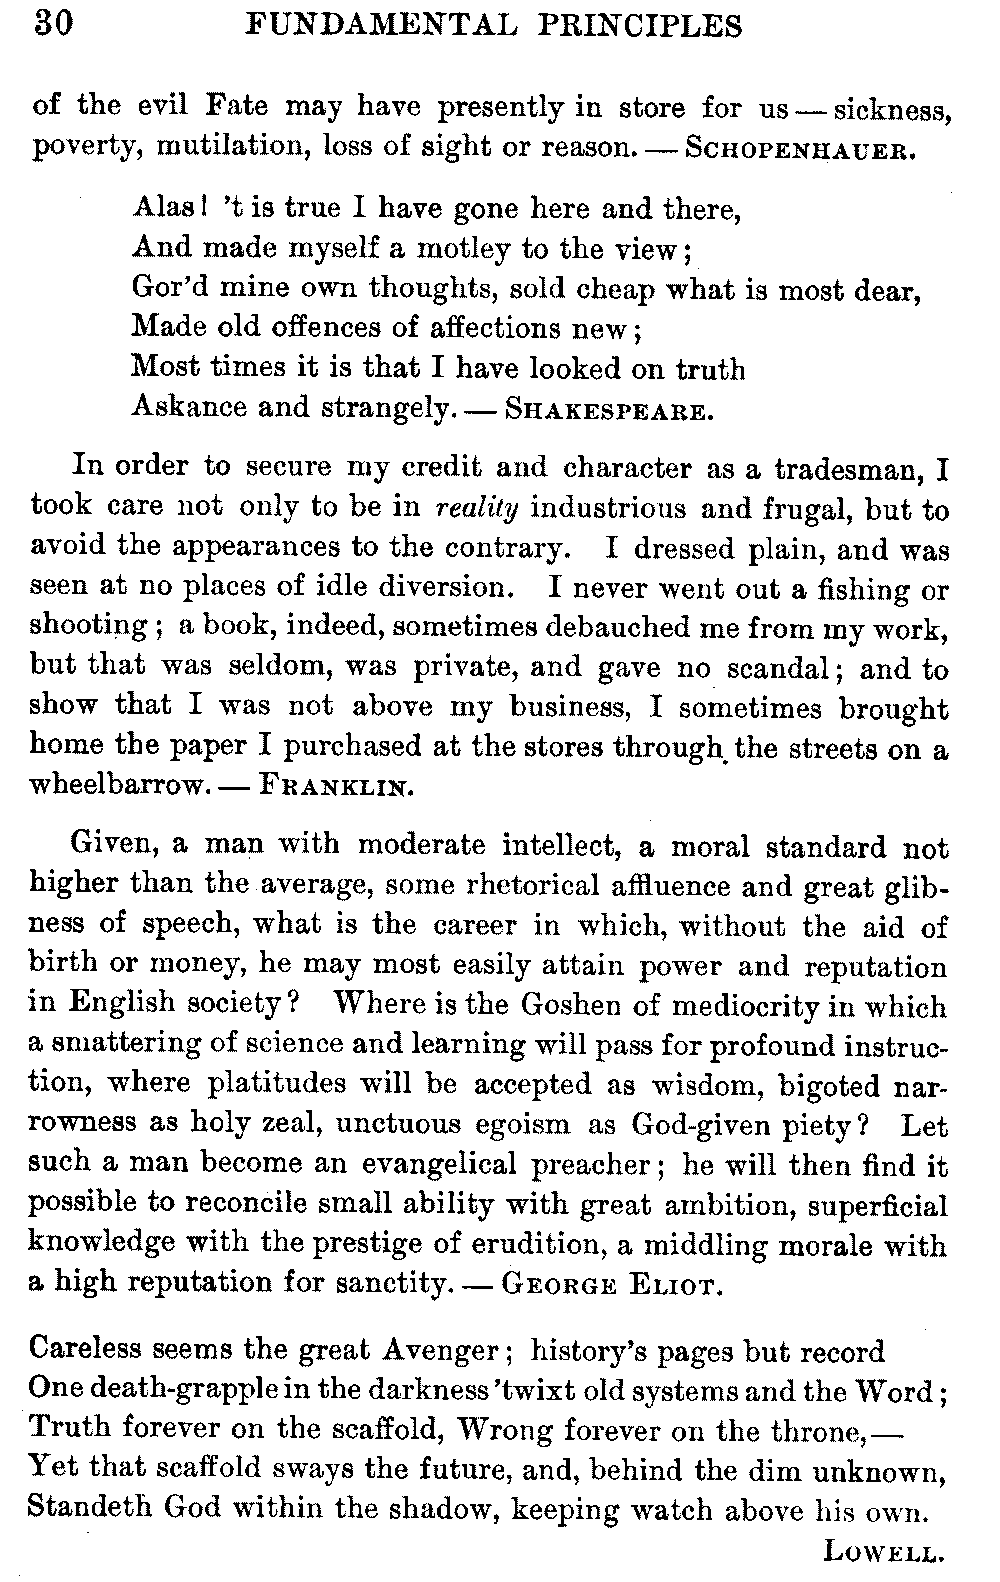 30 FUNDAMENTAL PRINCIPLES
of the evil Fate may have presently in store for us — sickness,
poverty, mutilation, loss of sight or reason. — SCHOPENHAUER.
Alas! 't is true I have gone here and there,
And made myself a motley to the view;
Gor'd mine own thoughts, sold cheap what is most dear,
Made old offences of affections new;
Most times it is that I have looked on truth
Askance and strangely. — SHAKESPEARE.
In order to secure my credit and character as a tradesman, I
took care not only to be in reality industrious and frugal, but to
avoid the appearances to the contrary. I dressed plain, and was
seen at no places of idle diversion. I never went out a fishing or
shooting; a book, indeed, sometimes debauched me from my work,
but that was seldom, was private, and gave no scandal; and to
show that I was not above my business, I sometimes brought
home the paper I purchased at the stores through the streets on a
wheelbarrow. — FRANKLIN.
Given, a man with moderate intellect, a moral standard not
higher than the average, some rhetorical affluence and great glib-
ness of speech, what is the career in which, without the aid of
birth or money, he may most easily attain power and reputation
in English society? Where is the Goshen of mediocrity in which
a smattering of science and learning will pass for profound instruc-
tion, where platitudes will be accepted as wisdom, bigoted nar-
rowness as holy zeal, unctuous egoism as God-given piety? Let
such a man become an evangelical preacher; he will then find it
possible to reconcile small ability with great ambition, superficial
knowledge with the prestige of erudition, a middling morale with
a high reputation for sanctity. — GEORGE ELIOT.
Careless seems the great Avenger; history's pages but record
One death-grapple in the darkness 'twixt old systems and the Word;
Truth forever on the scaffold, Wrong forever on the throne,—
Yet that scaffold sways the future, and, behind the dim unknown,
Standeth God within the shadow, keeping watch above his own.
LOWELL.